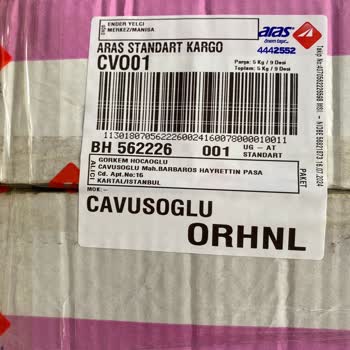 ENDER YELCI
MERKEZ/MANISA
aras
4442552
ARAS STANDART KARGO
CV001
Parça: 5 Kg / 9 Desi
Toplam: 5 Kg / 9 Desi
1130180705622260024160078000010011
BH 562226 001 UG - AT
STANDART
ALICI
GORKEM HOCAOGLU
CAVUSOGLU Mah.BARBAROS HAYRETTIN PASA
Cd. Apt.No:16
KARTAL/ISTANBUL
PAKET
MOK: -
CAVUSOGLU
ORHNL